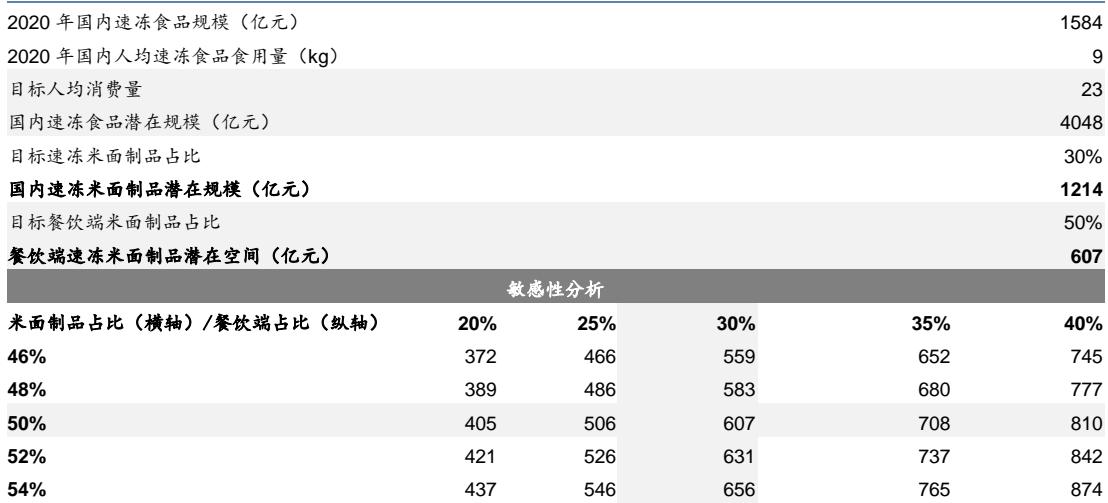 2020 年国内速冻食品规模（亿元） 1584
2020 年国内人均速冻食品食用量（kg） 9
目标人均消费量 23
国内速冻食品潜在规模（亿元） 4048
目标速冻米面制品占比 30%
国内速冻米面制品潜在规模（亿元） 1214
目标餐饮端米面制品占比 50%
餐饮端速冻米面制品潜在空间（亿元） 607
敏感性分析
米面制品占比（横轴）/餐饮端占比（纵轴） 20% 25% 30% 35% 40%
46% 372 466 559 652 745
48% 389 486 583 680 777
50% 405 506 607 708 810
52% 421 526 631 737 842
54% 437 546 656 765 874